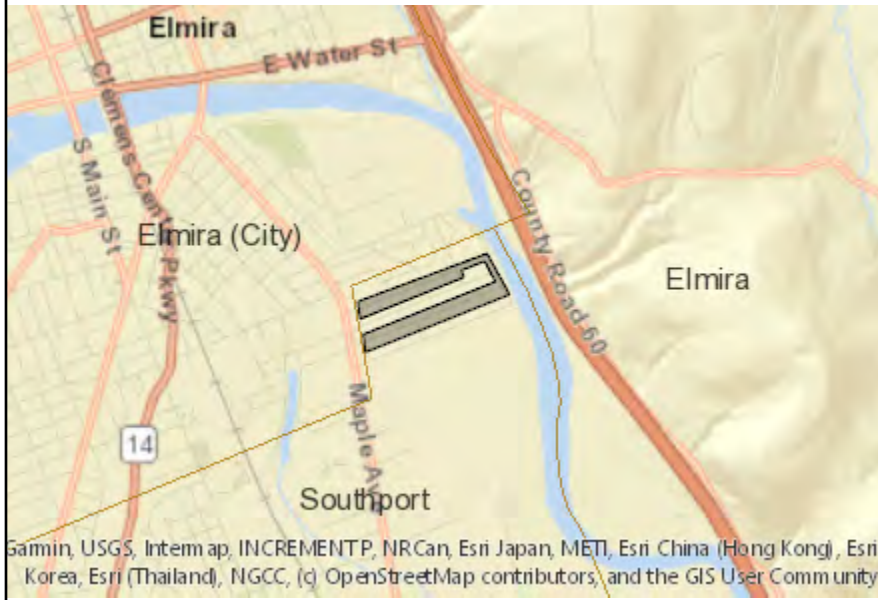 Elmira
E Water St
Clemens Center Pkwy
S Main St
County Road 60
Elmira (City)
Elmira
Maple Ave
14
Southport
Garmin, USGS, Intermap, INCREMENT P, NRCan, Esri Japan, METI, Esri China (Hong Kong), Esri
Korea, Esri (Thailand), NGCC, (c) OpenStreetMap contributors, and the GIS User Community